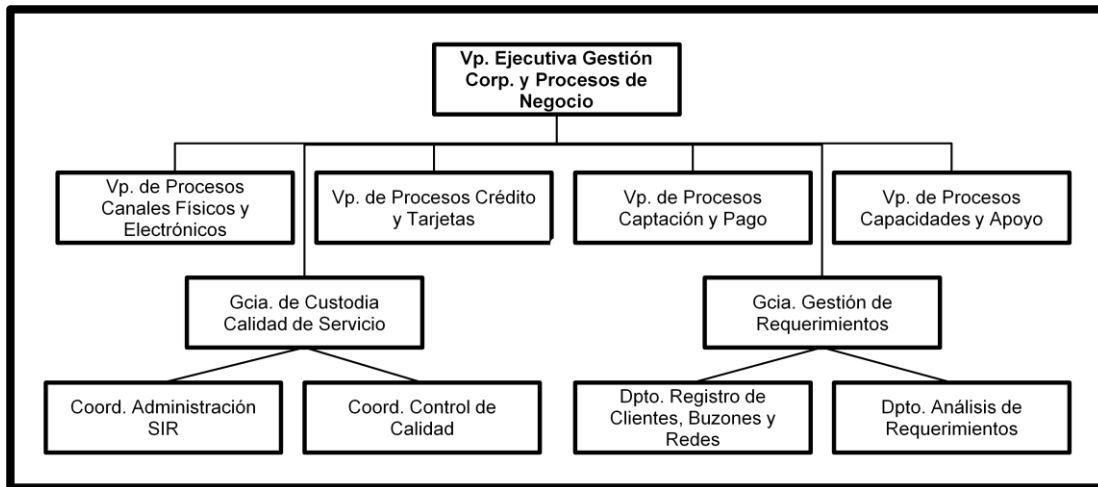 Vp. Ejecutiva Gestión
Corp. y Procesos de
Negocio
Vp. de Procesos
Canales Físicos y
Electrónicos
Vp. de Procesos Crédito
y Tarjetas
Vp. de Procesos
Captación y Pago
Vp. de Procesos
Capacidades y Apoyo
Gcia. de Custodia
Calidad de Servicio
Gcia. Gestión de
Requerimientos
Coord. Administración
SIR
Coord. Control de
Calidad
Dpto. Registro de
Clientes, Buzones y
Redes
Dpto. Análisis de
Requerimientos